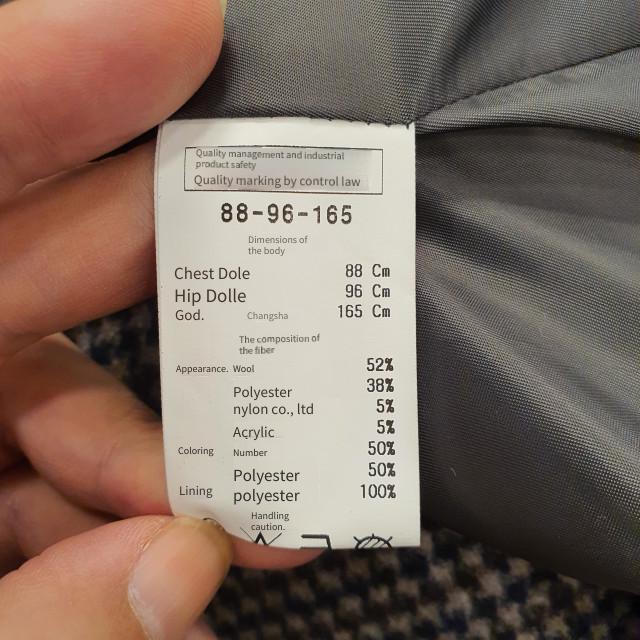 Quality management and industrial
product safety
Quality marking by control law
88-96-165
Dimensions of
the body
Chest Dole 88 Cm
Hip Dolle 96 Cm
God. Changsha 165 Cm
The composition of
the fiber
Appearance. Wool 52%
Polyester 38%
nylon co., ltd 5%
Acrylic 5%
Coloring Number 50%
Polyester 50%
Lining polyester 100%
Handling
caution.